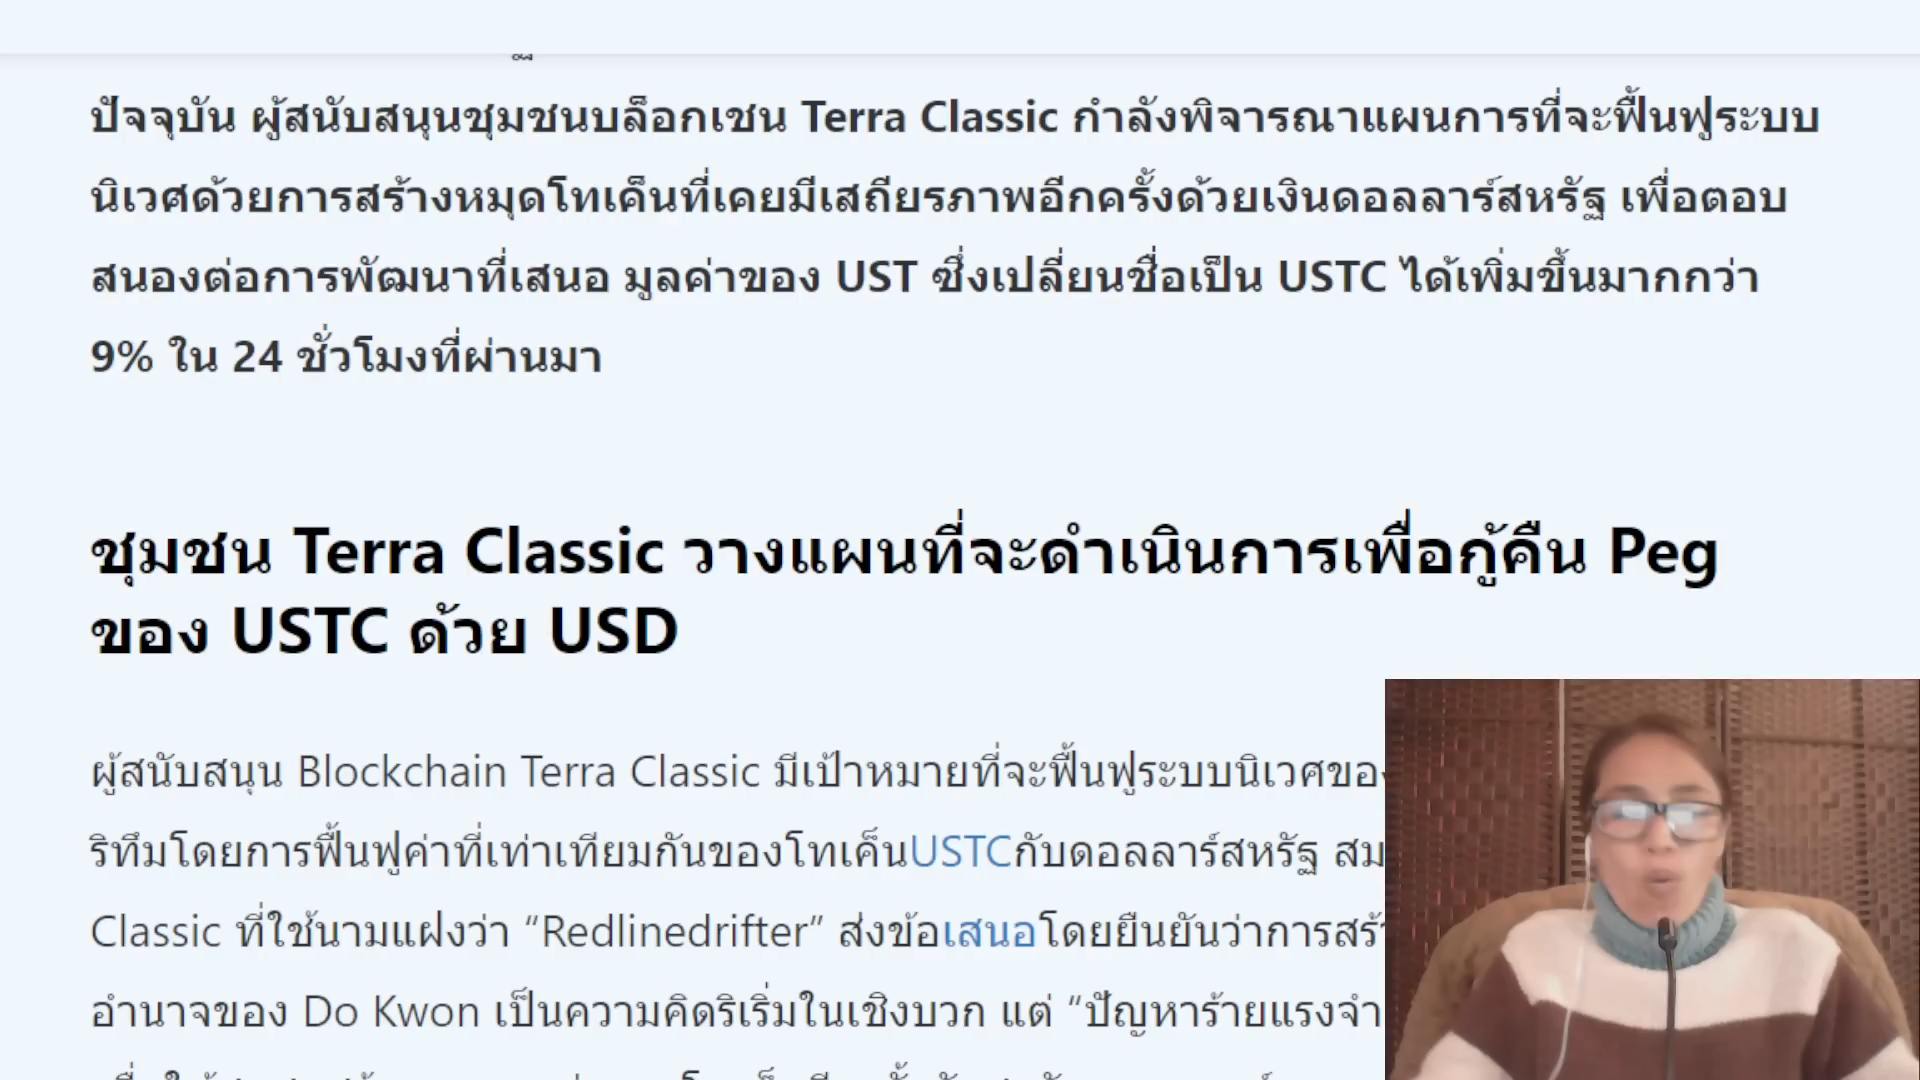 ปัจจุบัน ผู้สนับสนุนชุมชนบล็อกเชน Terra Classic กำลังพิจารณาแผนการที่จะฟื้นฟูระบบ
นิเวศด้วยการสร้างหมุดโทเค็นที่เคยมีเสถียรภาพอีกครั้งด้วยเงินดอลลาร์สหรัฐ เพื่อตอบ
สนองต่อการพัฒนาที่เสนอ มูลค่าของ UST ซึ่งเปลี่ยนชื่อเป็น USTC ได้เพิ่มขึ้นมากกว่า
9% ใน 24 ชั่วโมงที่ผ่านมา
ชุมชน Terra Classic วางแผนที่จะดำเนินการเพื่อกู้คืน Peg
ของ USTC ด้วย USD
ผู้สนับสนุน Blockchain Terra Classic มีเป้าหมายที่จะฟื้นฟูระบบนิเวศของ
ริทึมโดยการฟื้นฟูค่าที่เท่าเทียมกันของโทเค็นUSTCกับดอลลาร์สหรัฐ สม
Classic ที่ใช้นามแฝงว่า “Redlinedrifter” ส่งข้อเสนอโดยยืนยันว่าการสร้
อำนาจของ Do Kwon เป็นความคิดริเริ่มในเชิงบวก แต่ “ปัญหาร้ายแรงจำ